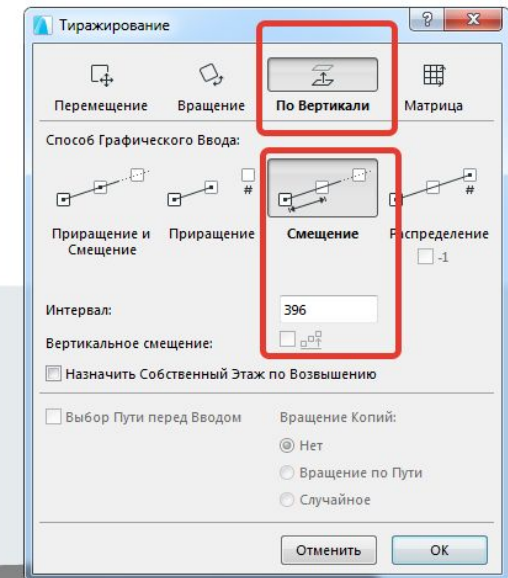 Тиражирование
?
Перемещение Вращение По Вертикали Матрица
Способ Графического Ввода:
# #
Приращение и Смещение Приращение Смещение Распределение
-1
Интервал: 396
Вертикальное смещение:
Назначить Собственный Этаж по Возвышению
Выбор Пути перед Вводом Вращение Копий:
Нет
Вращение по Пути
Случайное
Отменить ОК